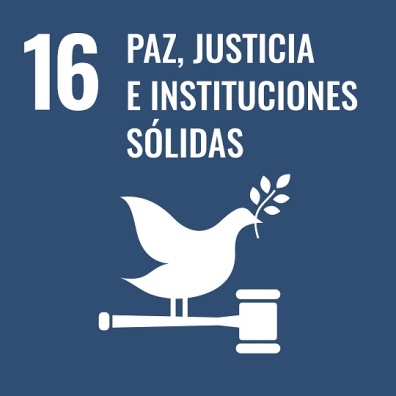 16
PAZ, JUSTICIA
E INSTITUCIONES
SÓLIDAS